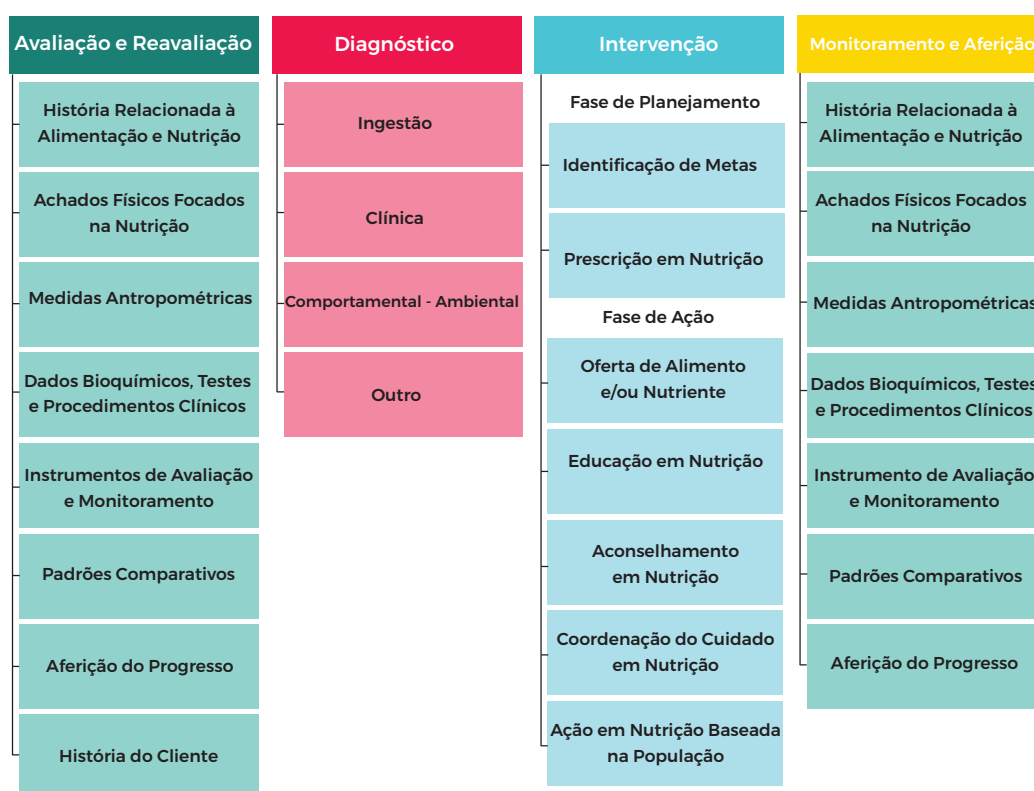 Avaliação e Reavaliação
História Relacionada à
Alimentação e Nutrição
Achados Físicos Focados
na Nutrição
Medidas Antropométricas
Dados Bioquímicos, Testes
e Procedimentos Clínicos
Instrumentos de Avaliação
e Monitoramento
Padrões Comparativos
Aferição do Progresso
História do Cliente
Diagnóstico
Ingestão
Clínica
Comportamental - Ambiental
Outro
Intervenção
Fase de Planejamento
Identificação de Metas
Prescrição em Nutrição
Fase de Ação
Oferta de Alimento
e/ou Nutriente
Educação em Nutrição
Aconselhamento
em Nutrição
Coordenação do Cuidado
em Nutrição
Ação em Nutrição Baseada
na População
Monitoramento e Aferição
História Relacionada à
Alimentação e Nutrição
Achados Físicos Focados
na Nutrição
Medidas Antropométricas
Dados Bioquímicos, Testes
e Procedimentos Clínicos
Instrumento de Avaliação
e Monitoramento
Padrões Comparativos
Aferição do Progresso